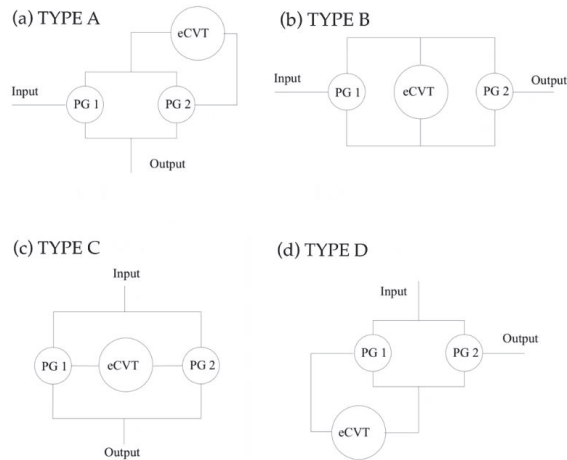 (a) TYPE A
eCVT
Input
PG 1
PG 2
Output
(b) TYPE B
Input
PG 1
eCVT
PG 2
Output
(c) TYPE C
Input
PG 1
eCVT
PG 2
Output
(d) TYPE D
Input
PG 1
PG 2
Output
eCVT